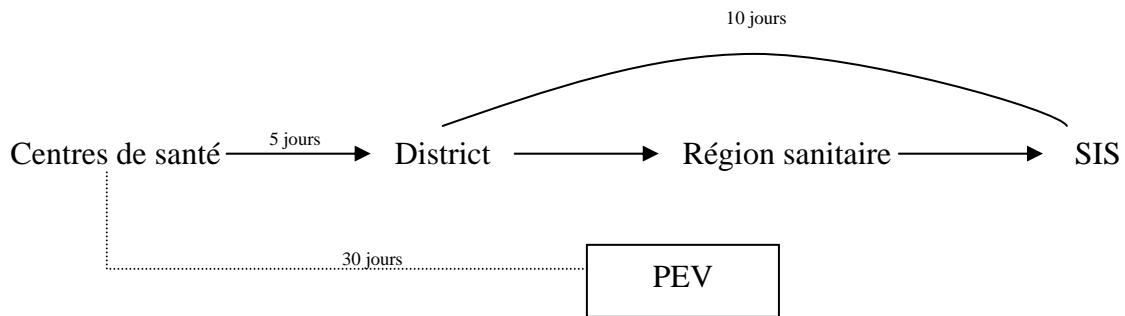 10 jours
Centres de santé 5 jours District Région sanitaire SIS
30 jours
PEV